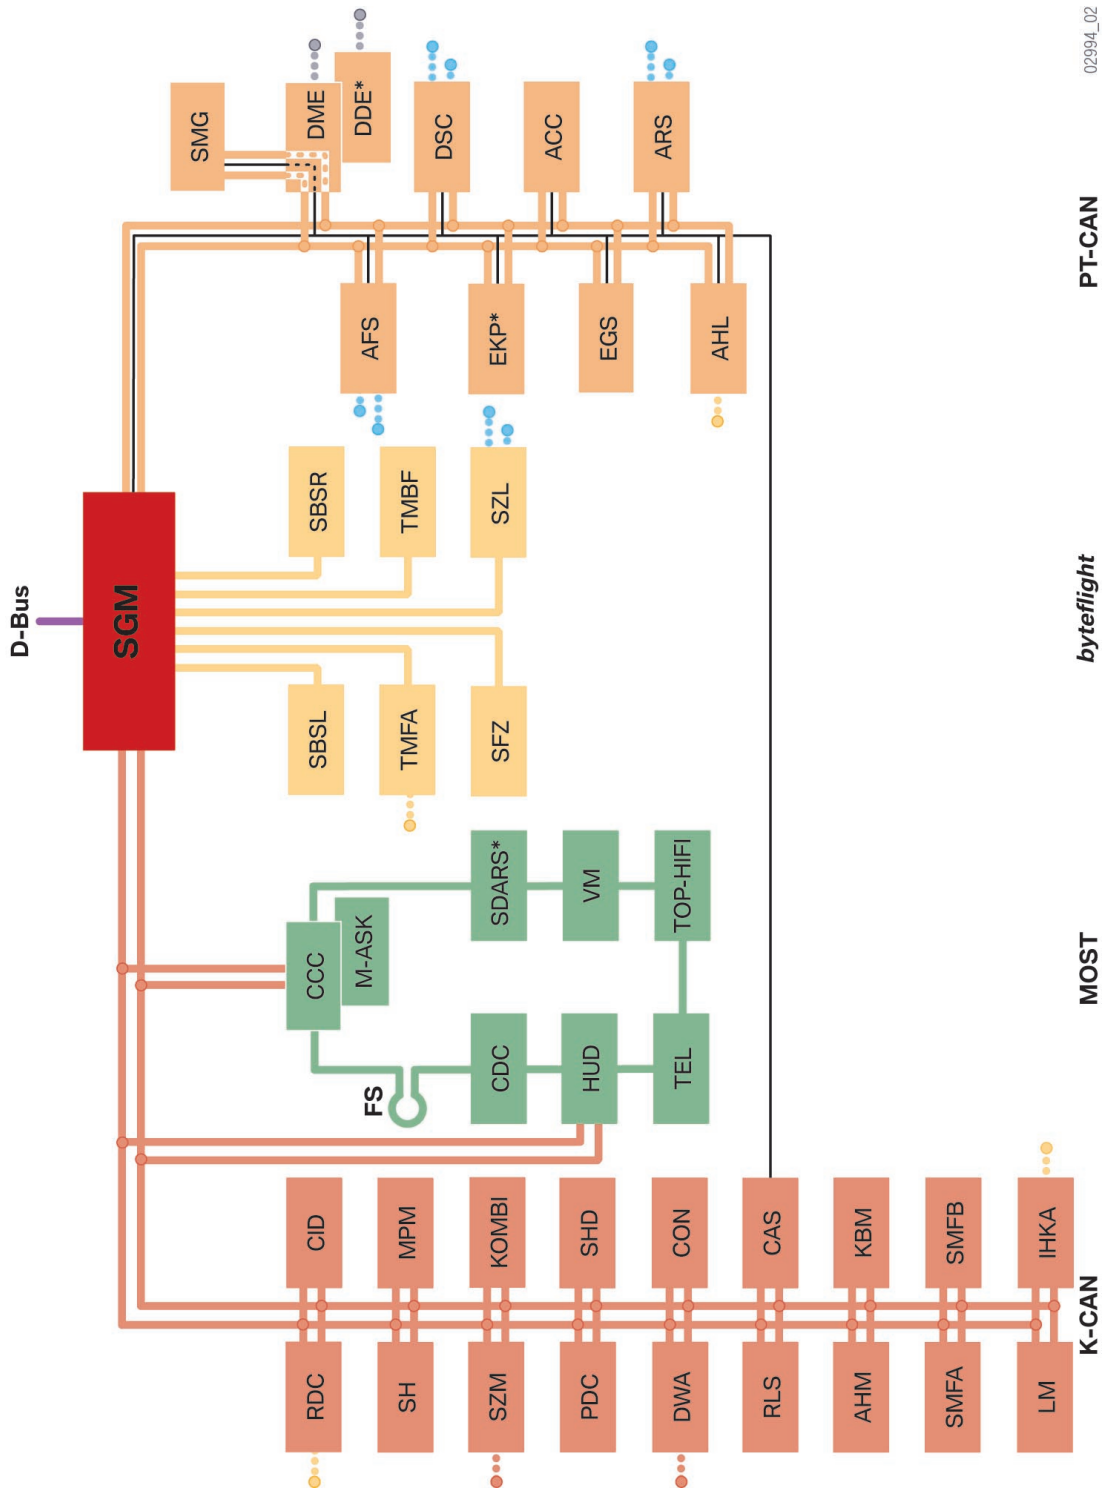 D-Bus
SGM
SMG
DME
DDE*
DSC
ACC
ARS
AFS
EKP*
EGS
AHL
PT-CAN
SBSR
TMBF
SZL
SBSL
TMFA
SFZ
byteflight
CCC
M-ASK
SDARS*
VM
TOP-HIFI
FS
CDC
HUD
TEL
MOST
CID
MPM
KOMBI
SHD
CON
CAS
KBM
SMFB
IHKA
RDC
SH
SZM
PDC
DWA
RLS
AHM
SMFA
LM
K-CAN
02994_02